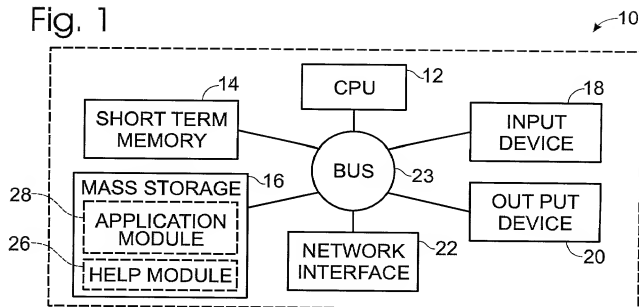 Fig. 1
10
14
12
18
CPU
SHORT TERM
MEMORY
INPUT
DEVICE
BUS
23
MASS STORAGE
16
28
APPLICATION
MODULE
OUT PUT
DEVICE
26
HELP MODULE
NETWORK
INTERFACE
22
20